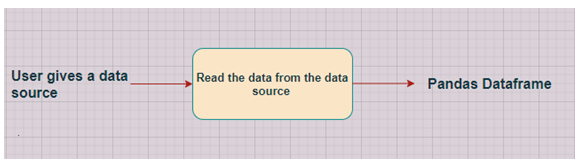 User gives a data
source
Read the data from the data
source
Pandas Dataframe